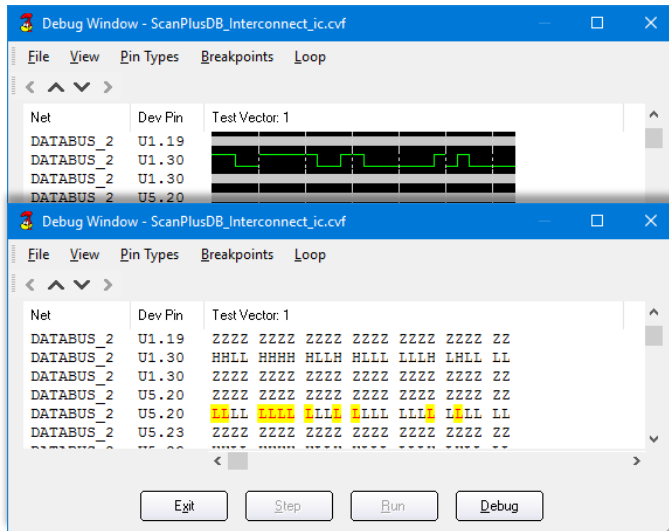 Debug Window - ScanPlusDB_Interconnect_ic.cvf
File View Pin Types Breakpoints Loop
Net Dev Pin Test Vector: 1
DATABUS_2 U1.19
DATABUS_2 U1.30
DATABUS_2 U1.30
DATABUS_2 U5.20
Debug Window - ScanPlusDB_Interconnect_ic.cvf
File View Pin Types Breakpoints Loop
Net Dev Pin Test Vector: 1
DATABUS_2 U1.19 ZZZZ ZZZZ ZZZZ ZZZZ ZZZZ ZZZZ ZZ
DATABUS_2 U1.30 HHLL HHHH HLLH HLLL LLLH LHLL LL
DATABUS_2 U1.30 ZZZZ ZZZZ ZZZZ ZZZZ ZZZZ ZZZZ ZZ
DATABUS_2 U5.20 ZZZZ ZZZZ ZZZZ ZZZZ ZZZZ ZZZZ ZZ
DATABUS_2 U5.20 LLLL LLLL LLLL LLLL LLLL LLLL LL
DATABUS_2 U5.23 ZZZZ ZZZZ ZZZZ ZZZZ ZZZZ ZZZZ ZZ
Exit Step Run Debug